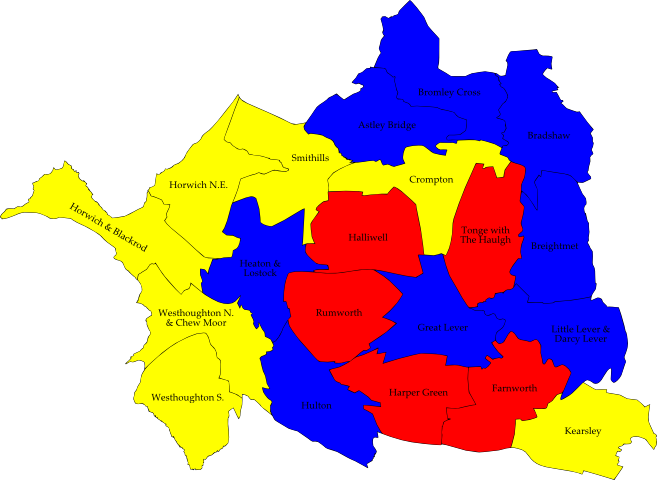 Bromley Cross
Astley Bridge
Bradshaw
Smithills
Crompton
Horwich N.E.
Horwich & Blackrod
Halliwell
Tonge with
The Haulgh
Breightmet
Heaton &
Lostock
Westhoughton N.
& Chew Moor
Rumworth
Great Lever
Little Lever &
Darcy Lever
Westhoughton S.
Hulton
Harper Green
Farnworth
Kearsley